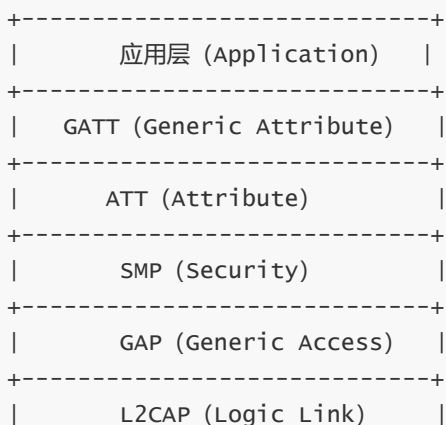 +-----------------------------+
|        应用层 (Application)   |
+-----------------------------+
|    GATT (Generic Attribute)  |
+-----------------------------+
|       ATT (Attribute)        |
+-----------------------------+
|        SMP (Security)        |
+-----------------------------+
|        GAP (Generic Access)  |
+-----------------------------+
|        L2CAP (Logic Link)    |